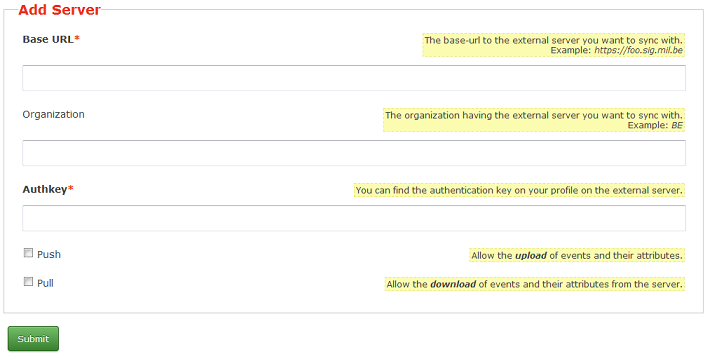 Add Server
Base URL*
The base-url to the external server you want to sync with.
Example: https://foo.sig.mil.be
Organization
The organization having the external server you want to sync with.
Example: BE
Authkey*
You can find the authentication key on your profile on the external server.
Push
Allow the upload of events and their attributes.
Pull
Allow the download of events and their attributes from the server.
Submit